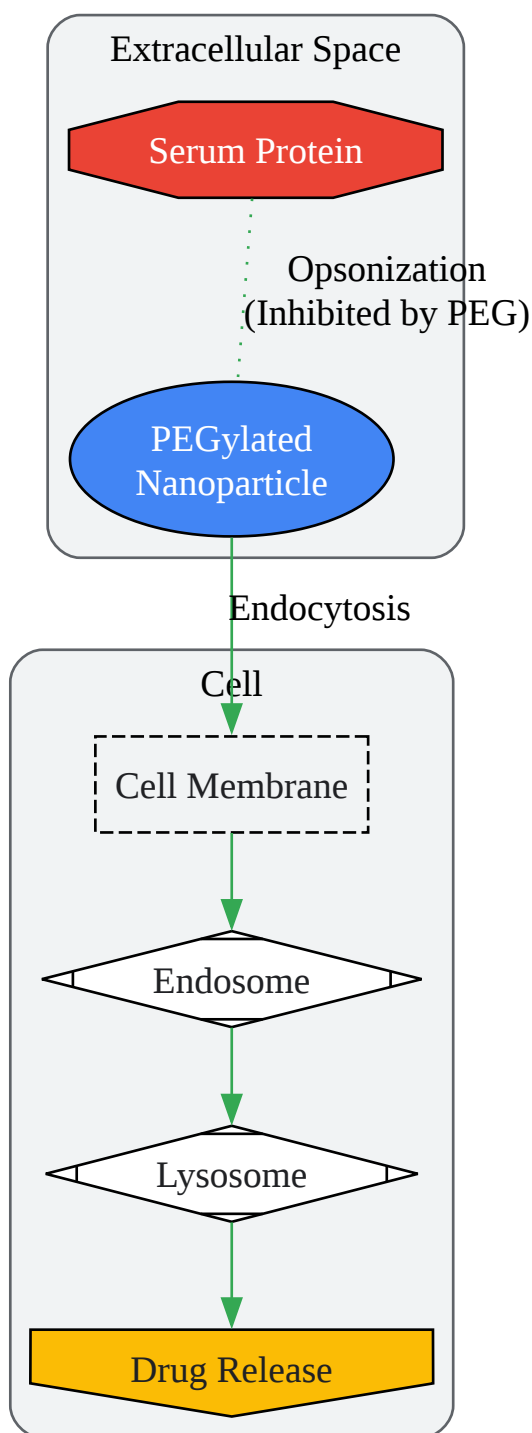 Extracellular Space
Serum Protein
Opsonization
(Inhibited by PEG)
PEGylated
Nanoparticle
Endocytosis
Cell
Cell Membrane
Endosome
Lysosome
Drug Release